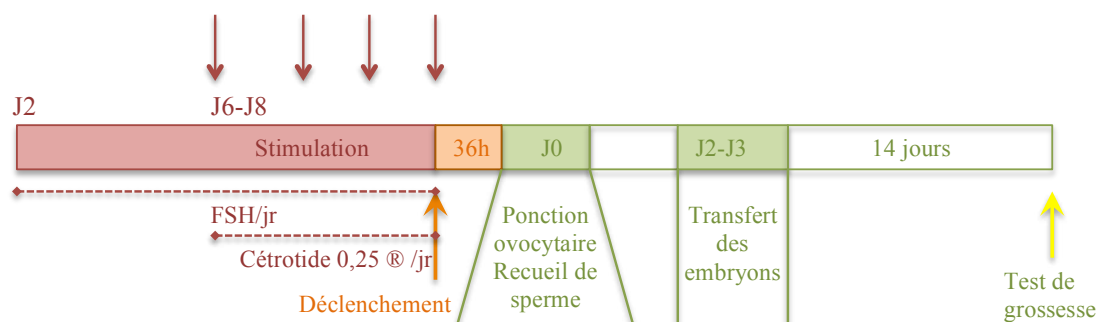 J2
J6-J8
Stimulation
36h
J0
J2-J3
14 jours
FSH/jr
Cétrotide 0,25 ® /jr
Déclenchement
Ponction
ovocytaire
Recueil de
sperme
Transfert
des
embryons
Test de
grossesse